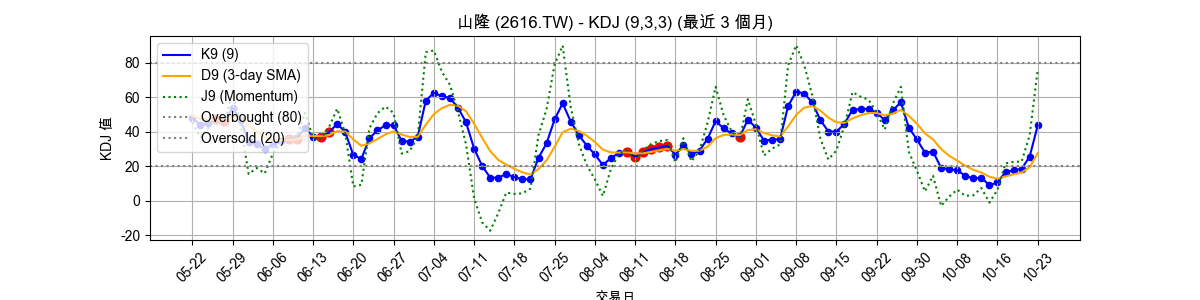 山隆 (2616.TW) - KDJ (9,3,3) (最近 3 個月)
KDJ 值
80
60
40
20
0
-20
K9 (9)
D9 (3-day SMA)
J9 (Momentum)
Overbought (80)
Oversold (20)
05-22 05-29 06-06 06-13 06-20 06-27 07-04 07-11 07-18 07-25 08-04 08-11 08-18 08-25 09-01 09-08 09-15 09-22 09-30 10-08 10-16 10-23
交易日